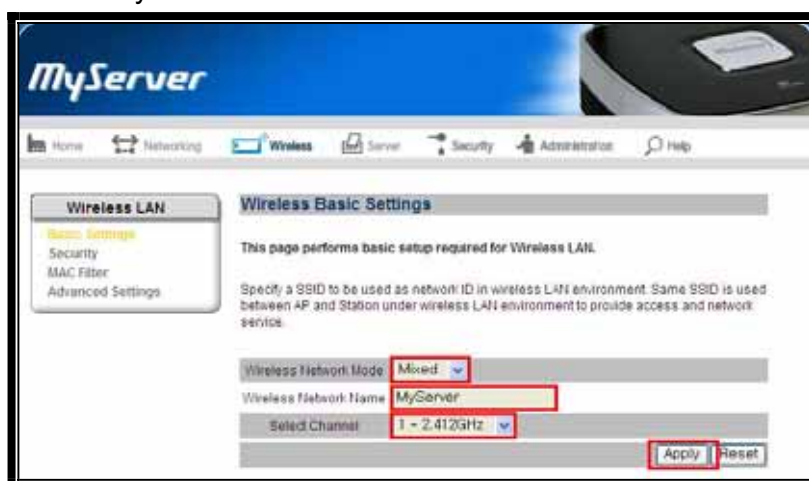 MyServer
Home Networking Wireless Server Security Administration Help
Wireless LAN
Basic Settings
Security
MAC Filter
Advanced Settings
Wireless Basic Settings
This page performs basic setup required for Wireless LAN.
Specify a SSID to be used as network ID in wireless LAN environment. Same SSID is used
between AP and Station under wireless LAN environment to provide access and network
service.
Wireless Network Mode Mixed
Wireless Network Name MyServer
Select Channel 1 - 2.412GHz
Apply Reset